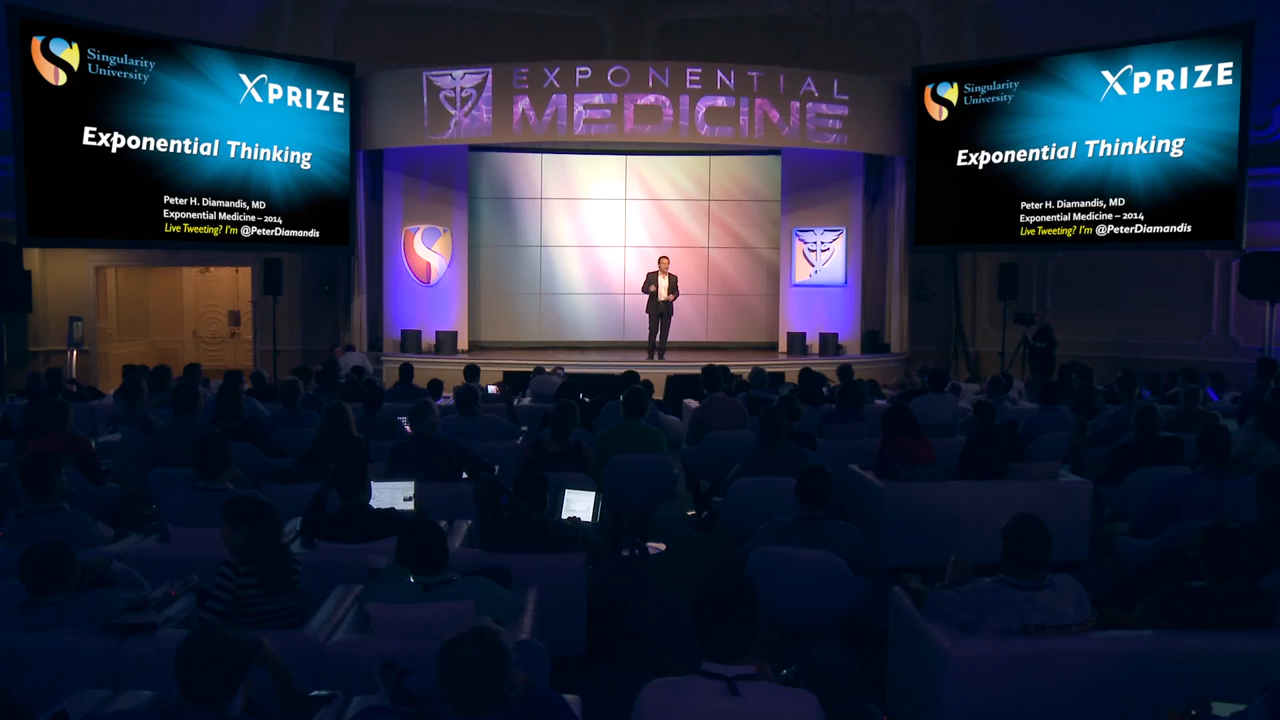 Singularity
University
XPRIZE
Exponential Thinking
Peter H. Diamandis, MD
Exponential Medicine – 2014
Live Tweeting? I'm @PeterDiamandis
EXPONENTIAL
MEDICINE
Singularity
University
XPRIZE
Exponential Thinking
Peter H. Diamandis, MD
Exponential Medicine – 2014
Live Tweeting? I'm @PeterDiamandis